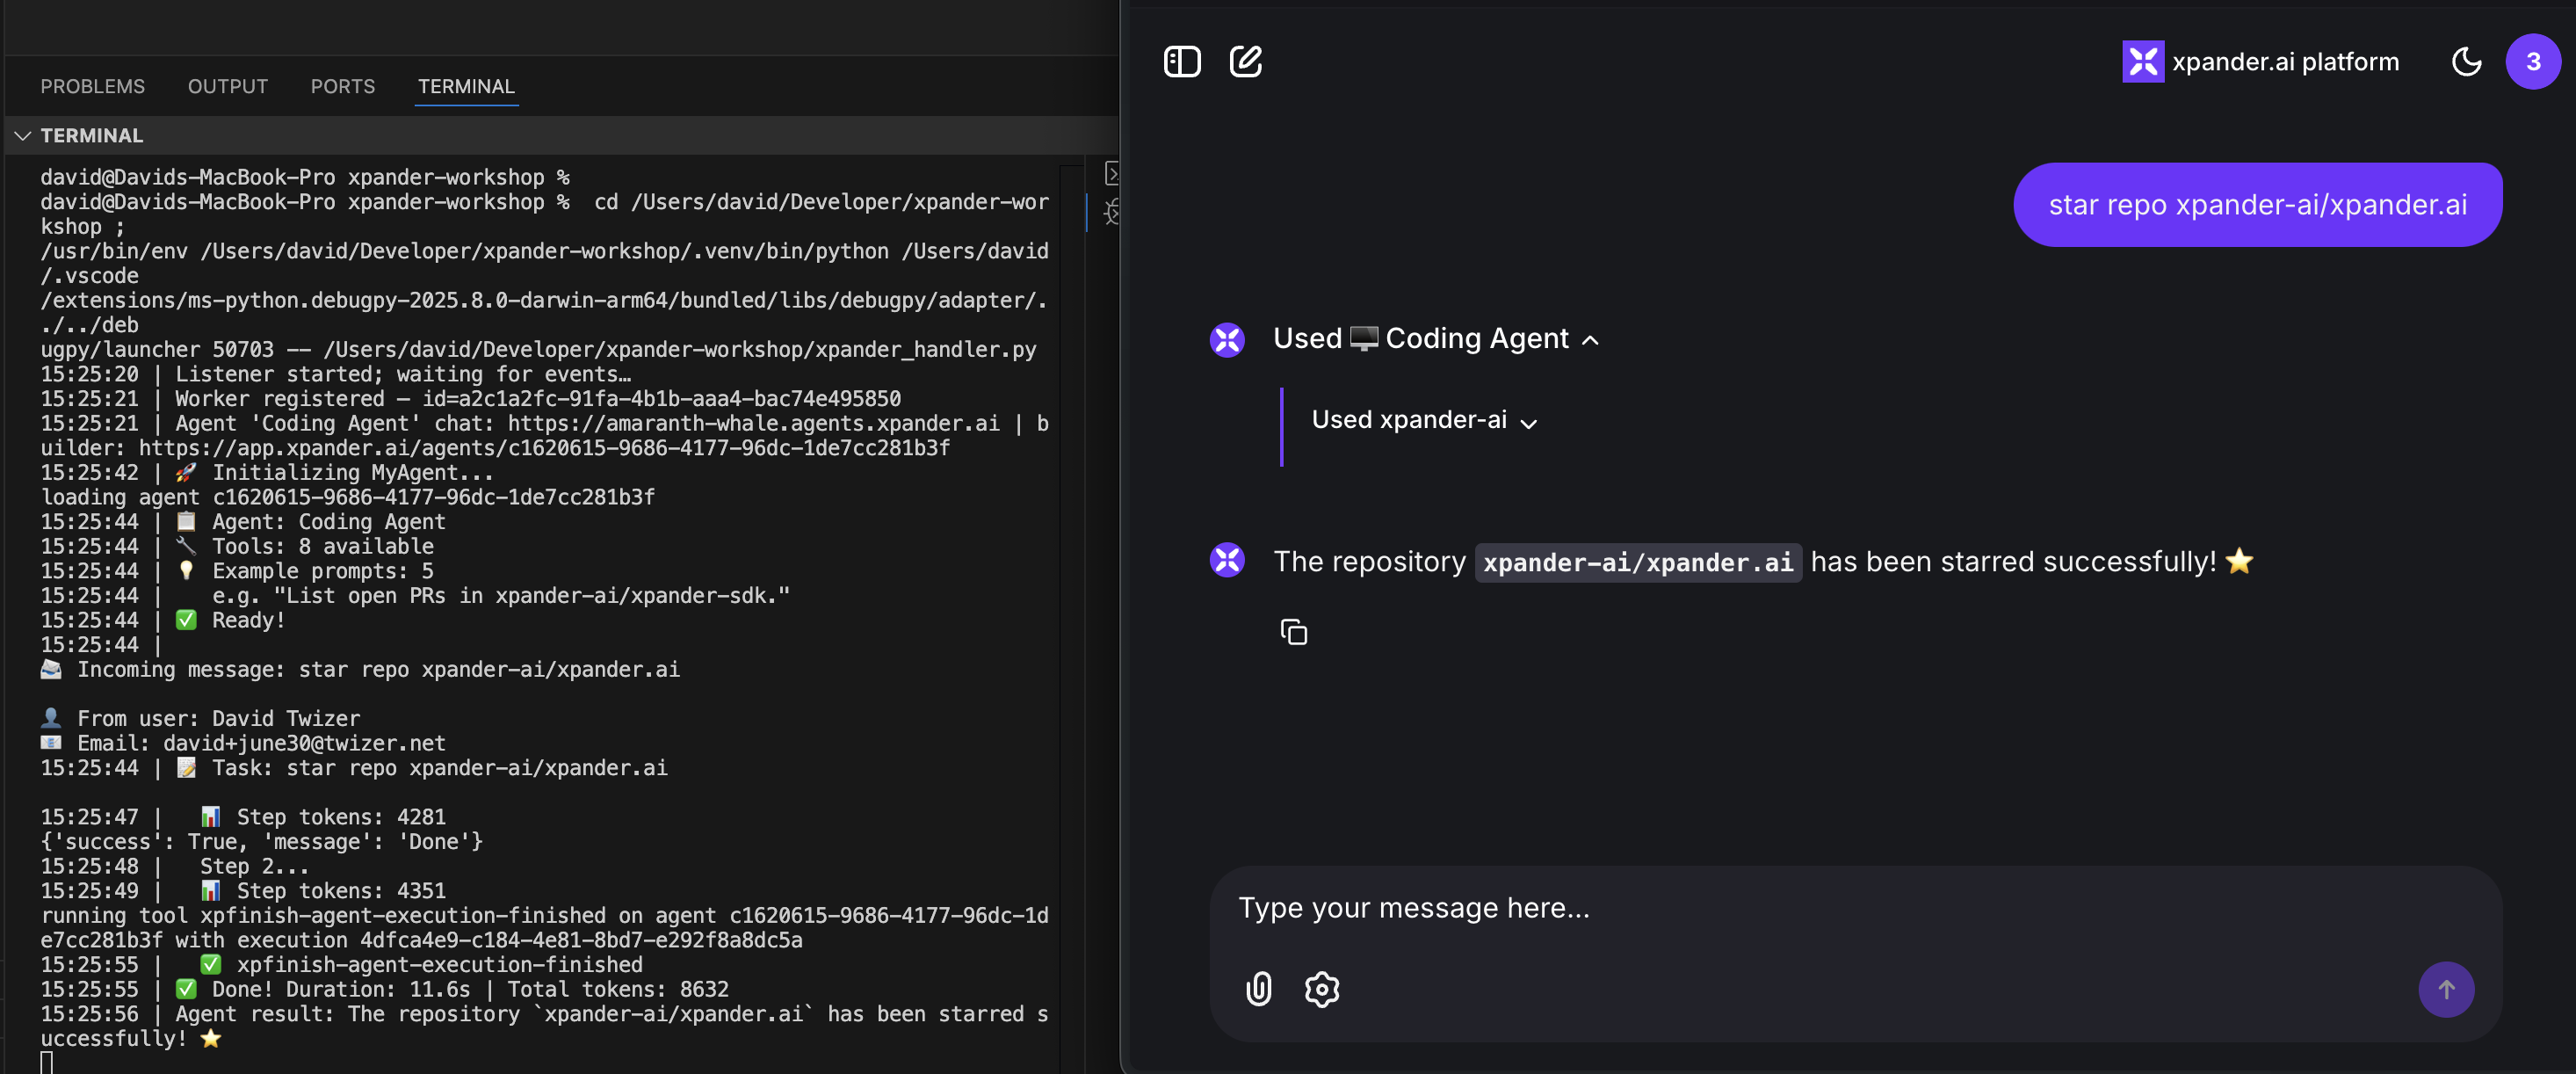 PROBLEMS OUTPUT PORTS TERMINAL
TERMINAL
david@Davids-MacBook-Pro xpander-workshop %
david@Davids-MacBook-Pro xpander-workshop %  cd /Users/david/Developer/xpander-wor
kshop ;
/usr/bin/env /Users/david/Developer/xpander-workshop/.venv/bin/python /Users/david
/.vscode
/extensions/ms-python.debugpy-2025.8.0-darwin-arm64/bundled/libs/debugpy/adapter/.
./../deb
ugpy/launcher 50703 -- /Users/david/Developer/xpander-workshop/xpander_handler.py
15:25:20 | Listener started; waiting for events…
15:25:21 | Worker registered – id=a2c1a2fc-91fa-4b1b-aaa4-bac74e495850
15:25:21 | Agent 'Coding Agent' chat: https://amaranth-whale.agents.xpander.ai | b
uilder: https://app.xpander.ai/agents/c1620615-9686-4177-96dc-1de7cc281b3f
15:25:42 | 🚀 Initializing MyAgent...
loading agent c1620615-9686-4177-96dc-1de7cc281b3f
15:25:44 | 📋 Agent: Coding Agent
15:25:44 | 🔧 Tools: 8 available
15:25:44 | 💡 Example prompts: 5
15:25:44 |    e.g. "List open PRs in xpander-ai/xpander-sdk."
15:25:44 | ✅ Ready!
15:25:44 |
📨 Incoming message: star repo xpander-ai/xpander.ai
👤 From user: David Twizer
📧 Email: david+june30@twizer.net
15:25:44 | 📝 Task: star repo xpander-ai/xpander.ai
15:25:47 |   📊 Step tokens: 4281
{'success': True, 'message': 'Done'}
15:25:48 |   Step 2...
15:25:49 |   📊 Step tokens: 4351
running tool xpfinish-agent-execution-finished on agent c1620615-9686-4177-96dc-1d
e7cc281b3f with execution 4dfca4e9-c184-4e81-8bd7-e292f8a8dc5a
15:25:55 |   ✅ xpfinish-agent-execution-finished
15:25:55 | ✅ Done! Duration: 11.6s | Total tokens: 8632
15:25:56 | Agent result: The repository `xpander-ai/xpander.ai` has been starred s
uccessfully! ⭐
xpander.ai platform
3
star repo xpander-ai/xpander.ai
Used 🖥️ Coding Agent
Used xpander-ai
The repository xpander-ai/xpander.ai has been starred successfully! ⭐
Type your message here...